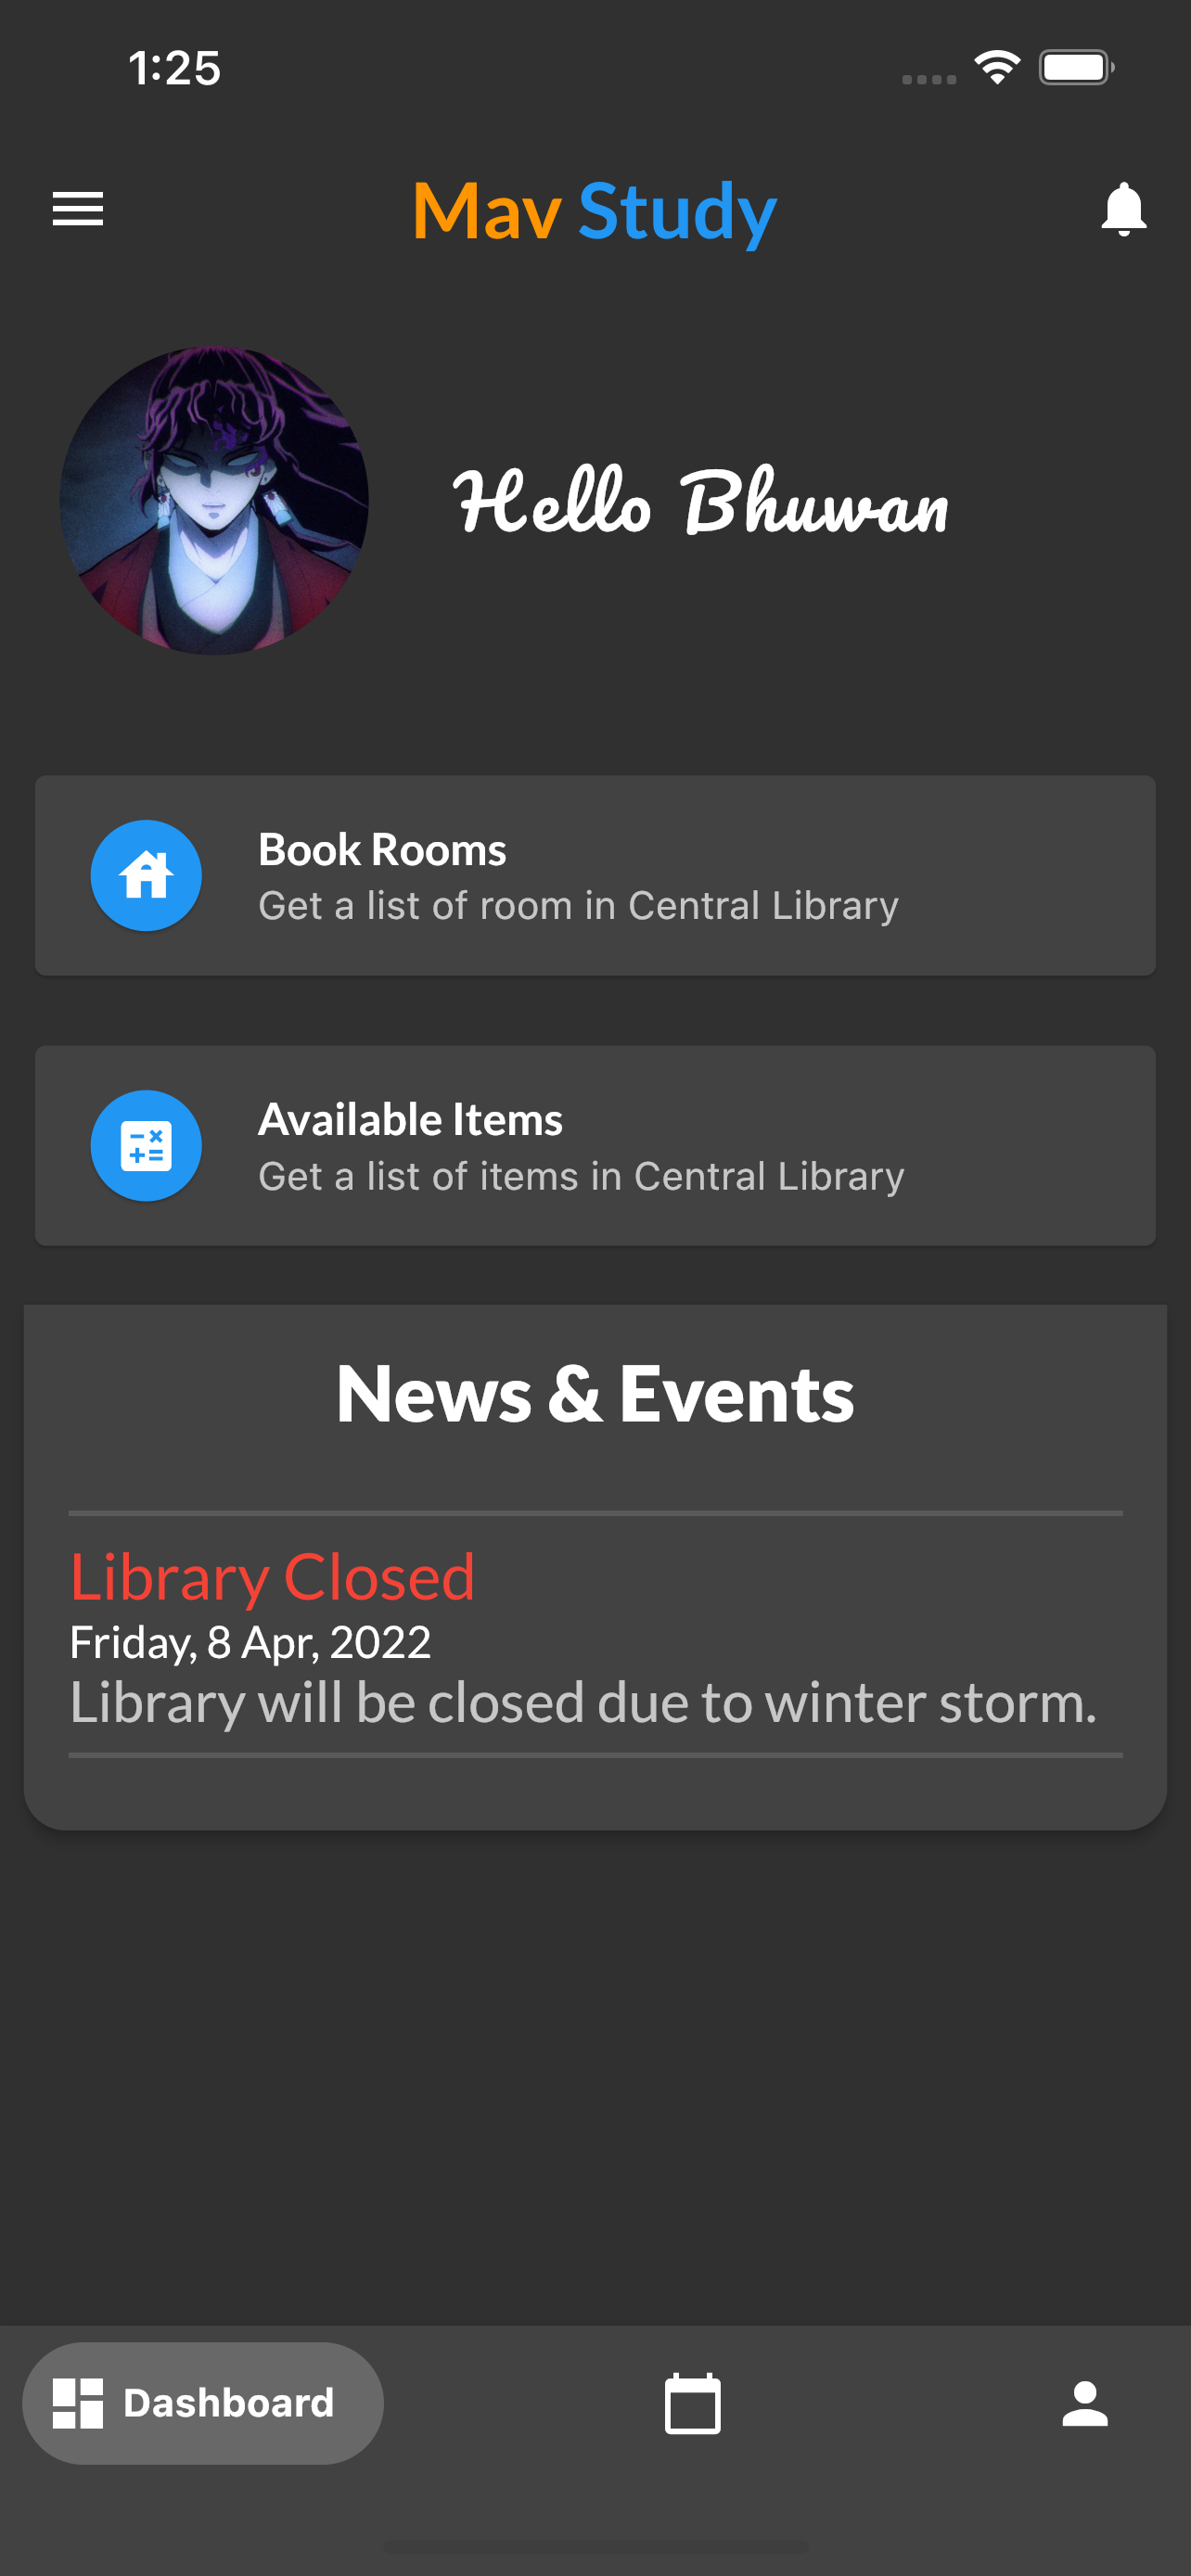 1:25
Mav Study
Hello Bhuwan
Book Rooms
Get a list of room in Central Library
Available Items
Get a list of items in Central Library
News & Events
Library Closed
Friday, 8 Apr, 2022
Library will be closed due to winter storm.
Dashboard